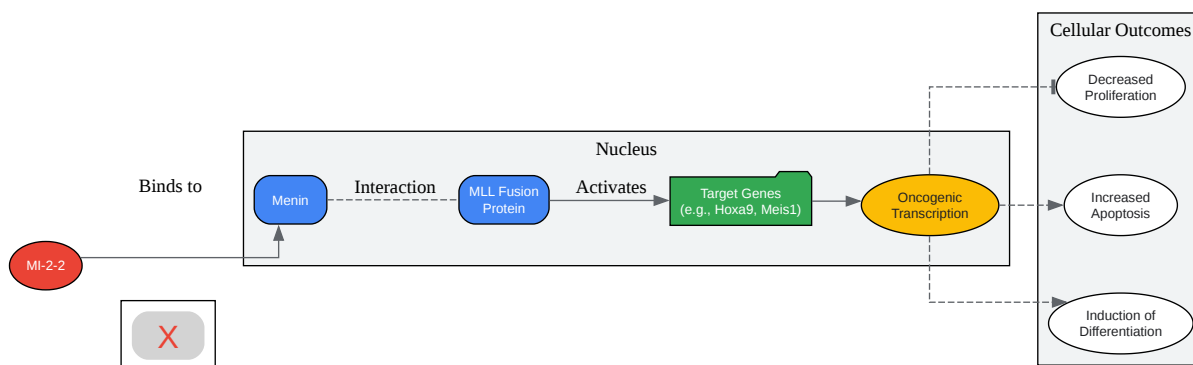 Cellular Outcomes
Decreased
Proliferation
Nucleus
Binds to
Menin
Interaction
MLL Fusion
Protein
Activates
Target Genes
(e.g., Hoxa9, Meis1)
Oncogenic
Transcription
Increased
Apoptosis
MI-2-2
X
Induction of
Differentiation